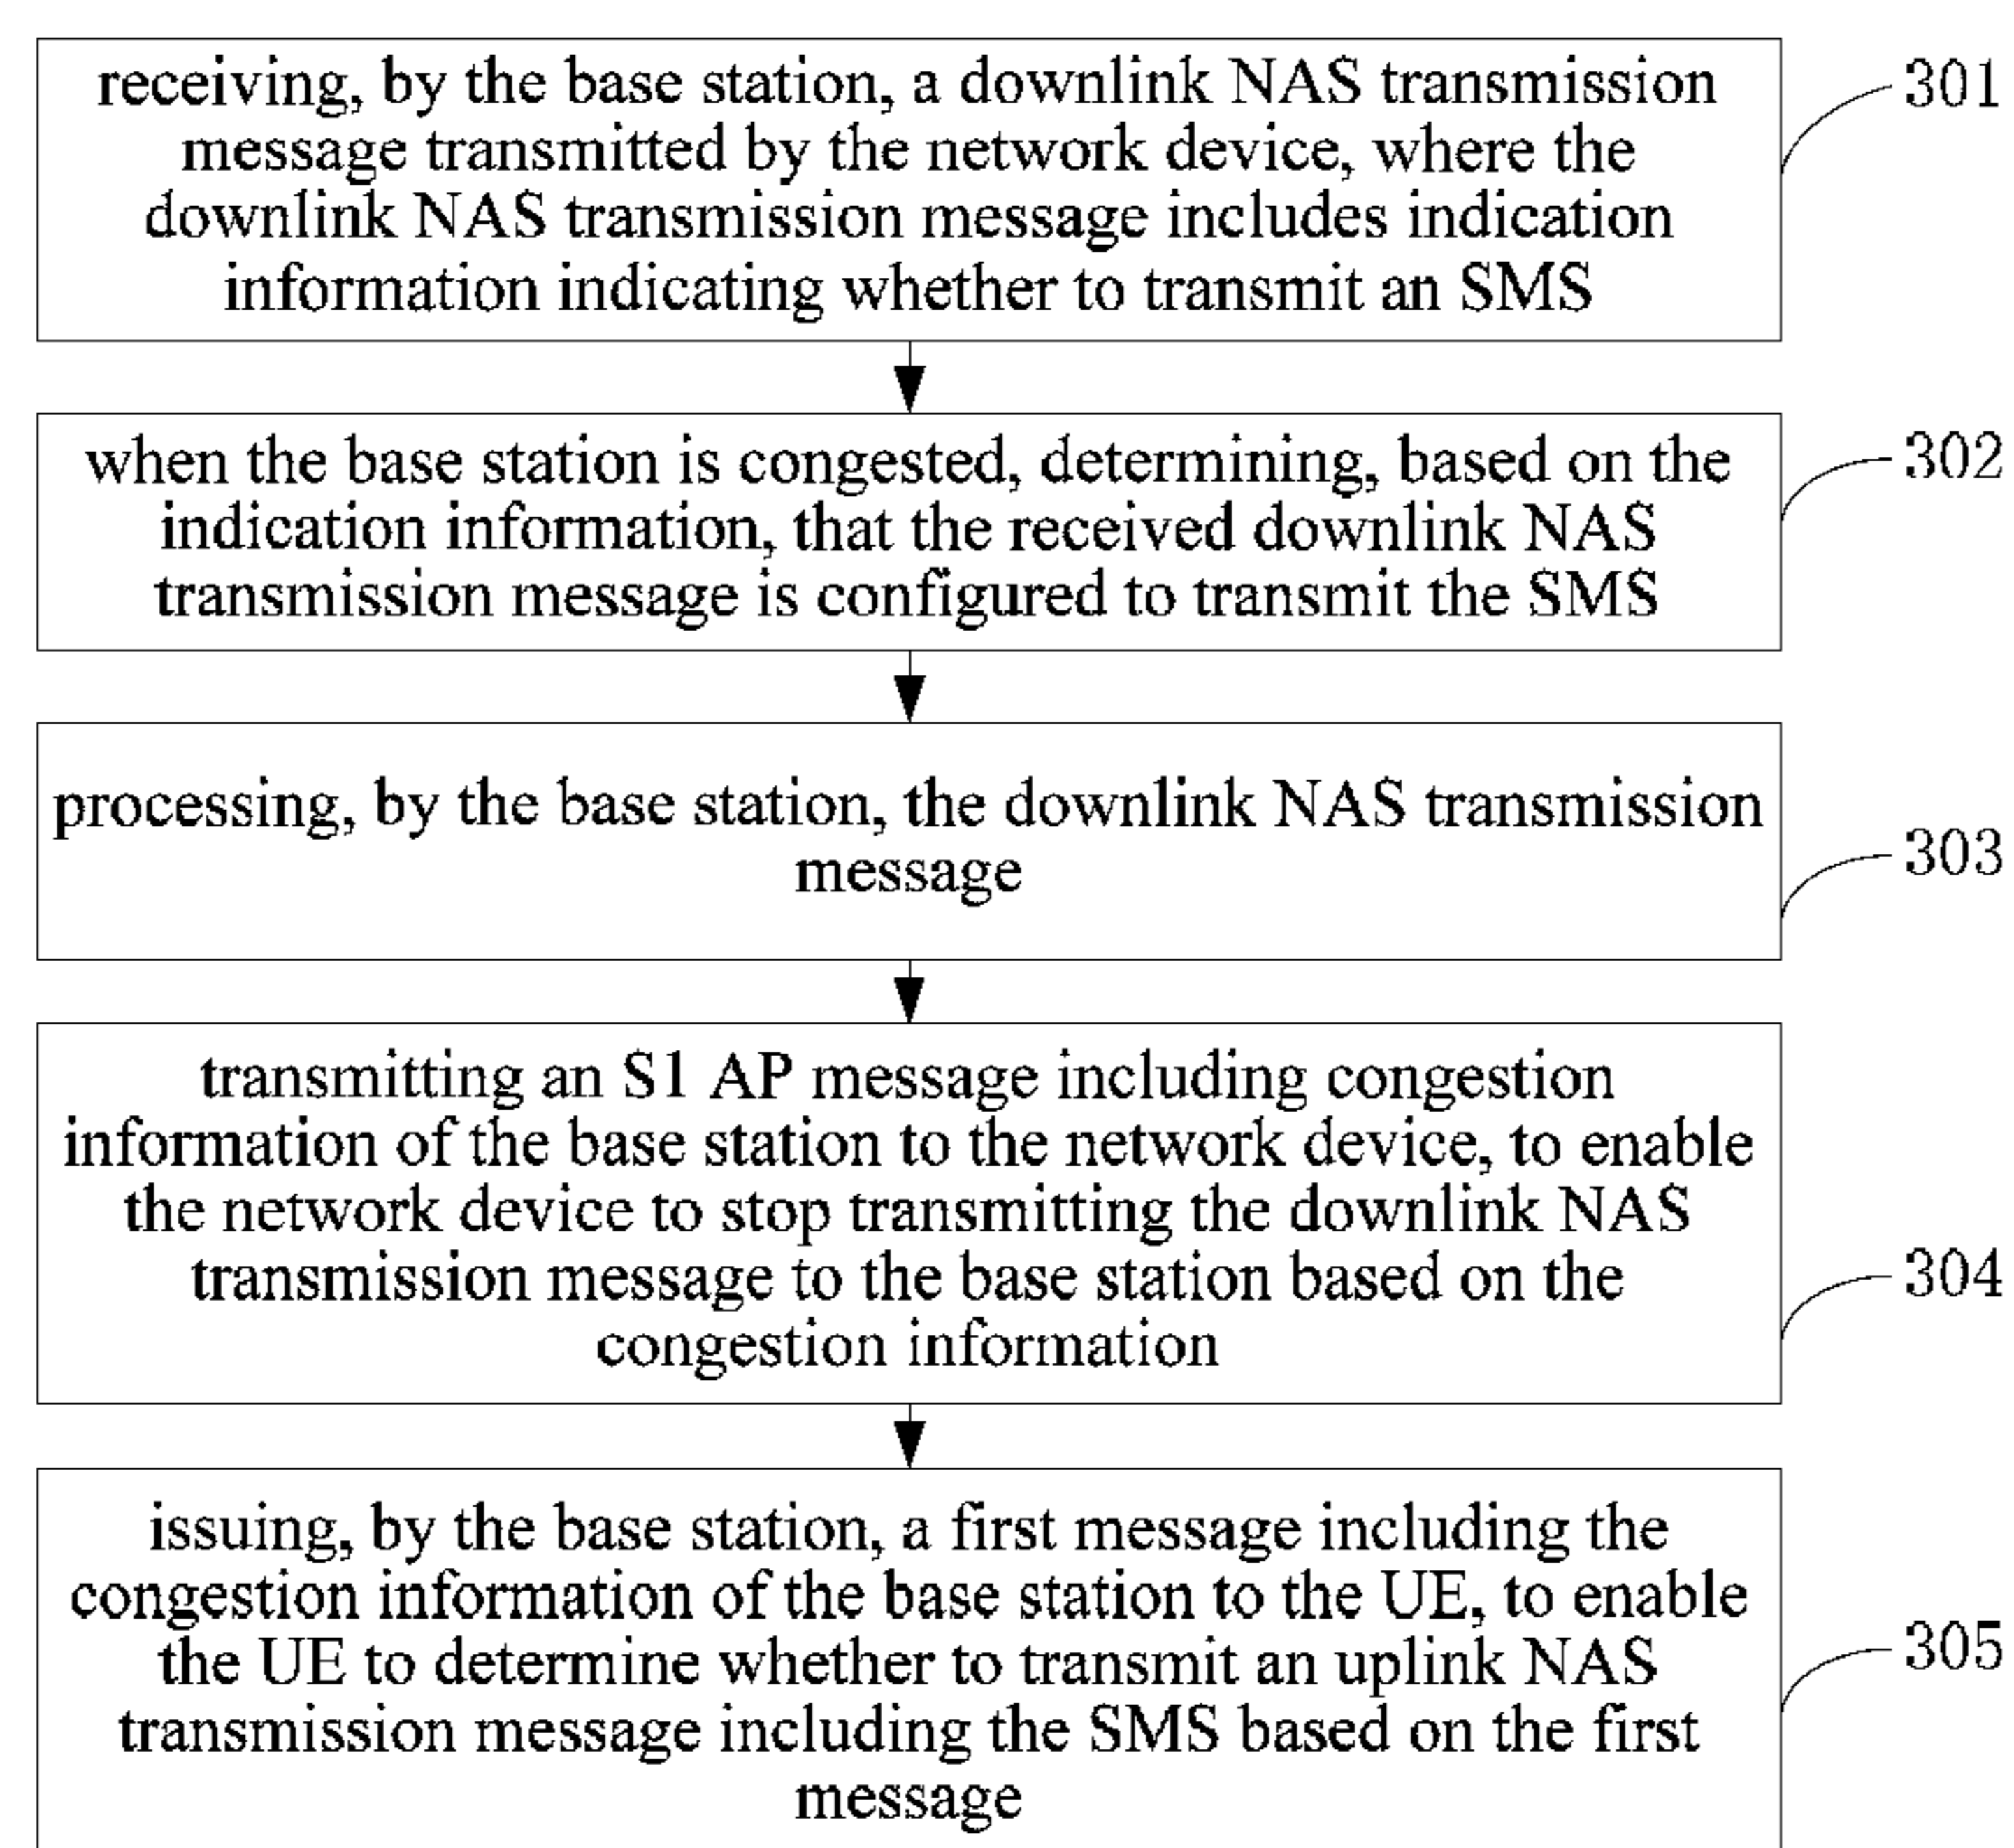 receiving, by the base station, a downlink NAS transmission
message transmitted by the network device, where the
downlink NAS transmission message includes indication
information indicating whether to transmit an SMS
301
when the base station is congested, determining, based on the
indication information, that the received downlink NAS
transmission message is configured to transmit the SMS
302
processing, by the base station, the downlink NAS transmission
message
303
transmitting an S1 AP message including congestion
information of the base station to the network device, to enable
the network device to stop transmitting the downlink NAS
transmission message to the base station based on the
congestion information
304
issuing, by the base station, a first message including the
congestion information of the base station to the UE, to enable
the UE to determine whether to transmit an uplink NAS
transmission message including the SMS based on the first
message
305